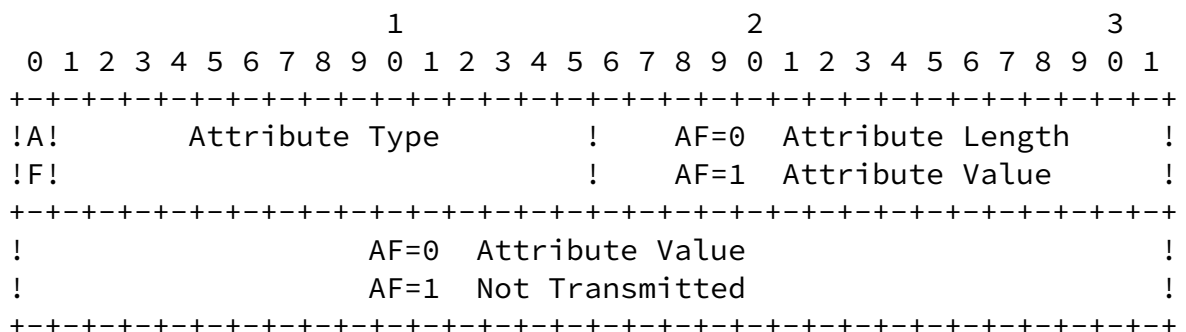 1                   2                   3
 0 1 2 3 4 5 6 7 8 9 0 1 2 3 4 5 6 7 8 9 0 1 2 3 4 5 6 7 8 9 0 1
+-+-+-+-+-+-+-+-+-+-+-+-+-+-+-+-+-+-+-+-+-+-+-+-+-+-+-+-+-+-+-+-+
!A!       Attribute Type        !    AF=0  Attribute Length     !
!F!                             !    AF=1  Attribute Value      !
+-+-+-+-+-+-+-+-+-+-+-+-+-+-+-+-+-+-+-+-+-+-+-+-+-+-+-+-+-+-+-+-+
!                   AF=0  Attribute Value                       !
!                   AF=1  Not Transmitted                       !
+-+-+-+-+-+-+-+-+-+-+-+-+-+-+-+-+-+-+-+-+-+-+-+-+-+-+-+-+-+-+-+-+